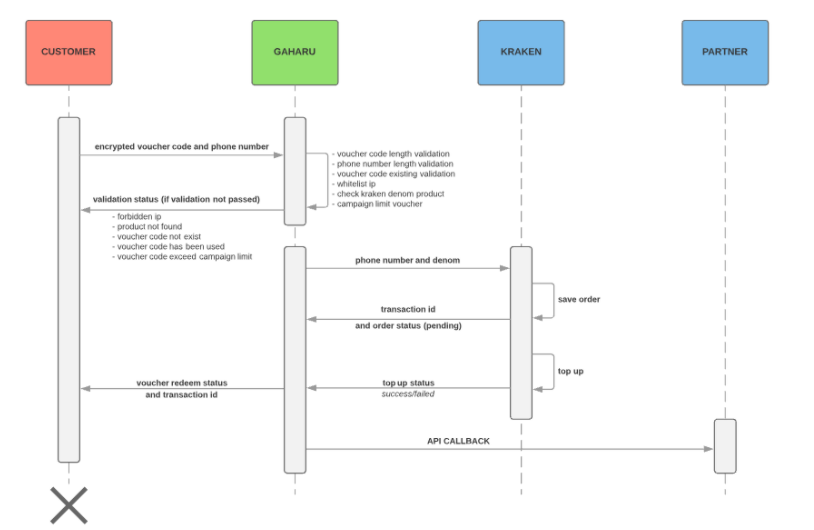 CUSTOMER
GAHARU
KRAKEN
PARTNER
encrypted voucher code and phone number
- voucher code length validation
- phone number length validation
- voucher code existing validation
- whitelist ip
- check kraken denom product
- campaign limit voucher
validation status (if validation not passed)
- forbidden ip
- product not found
- voucher code not exist
- voucher code has been used
- voucher code exceed campaign limit
phone number and denom
save order
transaction id
and order status (pending)
top up
voucher redeem status
and transaction id
top up status
success/failed
API CALLBACK